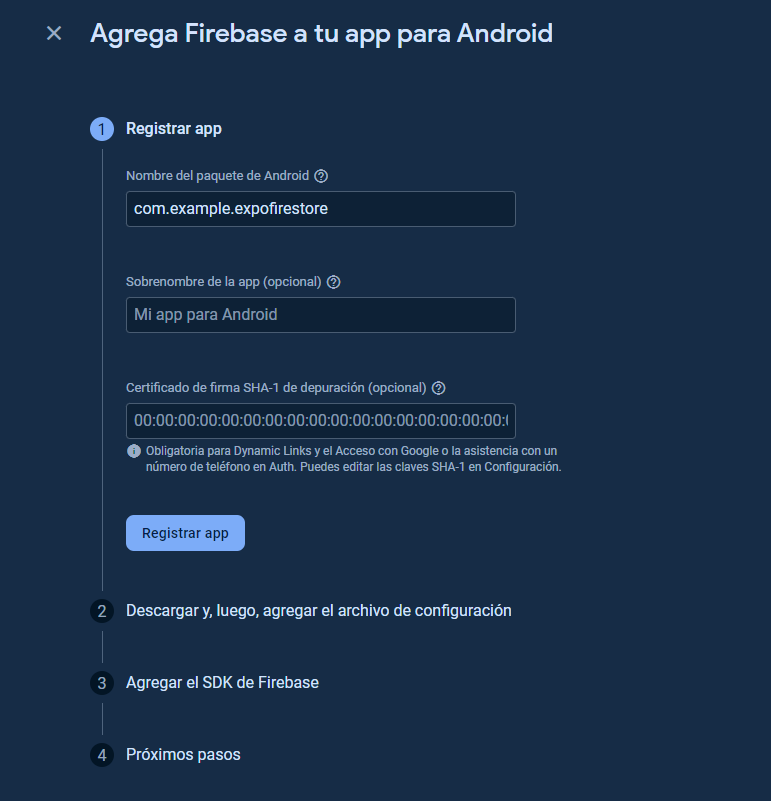 Agrega Firebase a tu app para Android
1 Registrar app
Nombre del paquete de Android
com.example.expofirestore
Sobrenombre de la app (opcional)
Mi app para Android
Certificado de firma SHA-1 de depuración (opcional)
00:00:00:00:00:00:00:00:00:00:00:00:00:00:00:00:00:
Obligatoria para Dynamic Links y el Acceso con Google o la asistencia con un
número de teléfono en Auth. Puedes editar las claves SHA-1 en Configuración.
Registrar app
2 Descargar y, luego, agregar el archivo de configuración
3 Agregar el SDK de Firebase
4 Próximos pasos